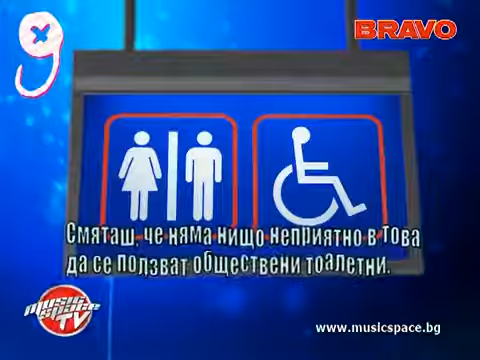 9
BRAVO
Смяташ, че няма нищо неприятно в това
да се ползват обществени тоалетни.
music
space
TV
www.musicspace.bg